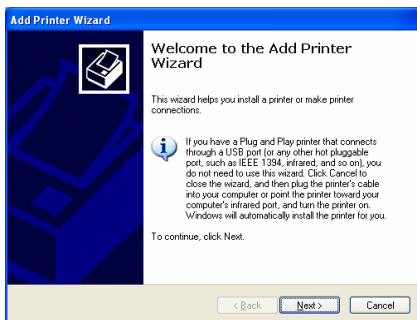 Add Printer Wizard
Welcome to the Add Printer
Wizard
This wizard helps you install a printer or make printer
connections.
If you have a Plug and Play printer that connects
through a USB port (or any other hot pluggable
port, such as IEEE 1394, infrared, and so on), you
do not need to use this wizard. Click Cancel to
close the wizard, and then plug the printer's cable
into your computer or point the printer toward your
computer's infrared port, and turn the printer on.
Windows will automatically install the printer for you.
To continue, click Next.
< Back Next > Cancel